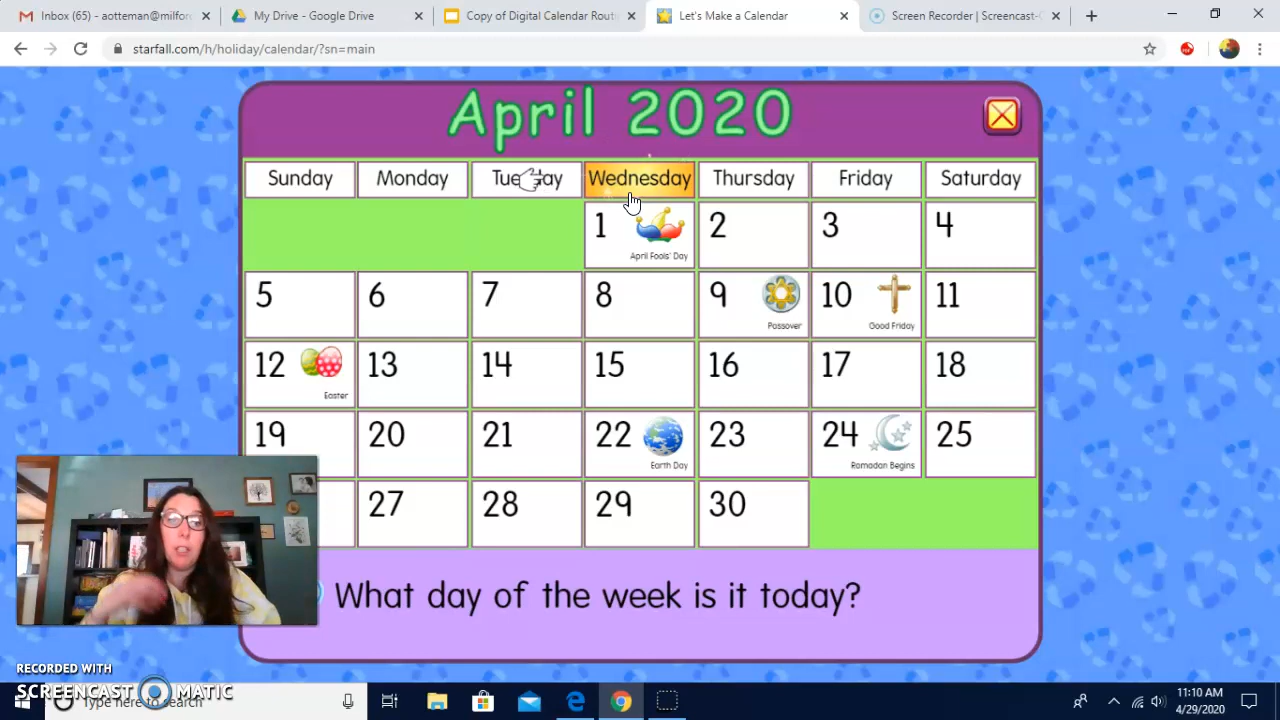 Inbox (65) - aotteman@milfor
My Drive - Google Drive
Copy of Digital Calendar Routi
Let's Make a Calendar
Screen Recorder | Screencast-O
starfall.com/h/holiday/calendar/?sn=main
April 2020
Sunday Monday Tuesday Wednesday Thursday Friday Saturday
1 2 3 4
April Fools' Day
5 6 7 8 9 10 11
Passover Good Friday
12 13 14 15 16 17 18
Easter
19 20 21 22 23 24 25
Earth Day Ramadan Begins
27 28 29 30
What day of the week is it today?
RECORDED WITH
SCREENCAST MATIC
Type here to search
11:10 AM
4/29/2020